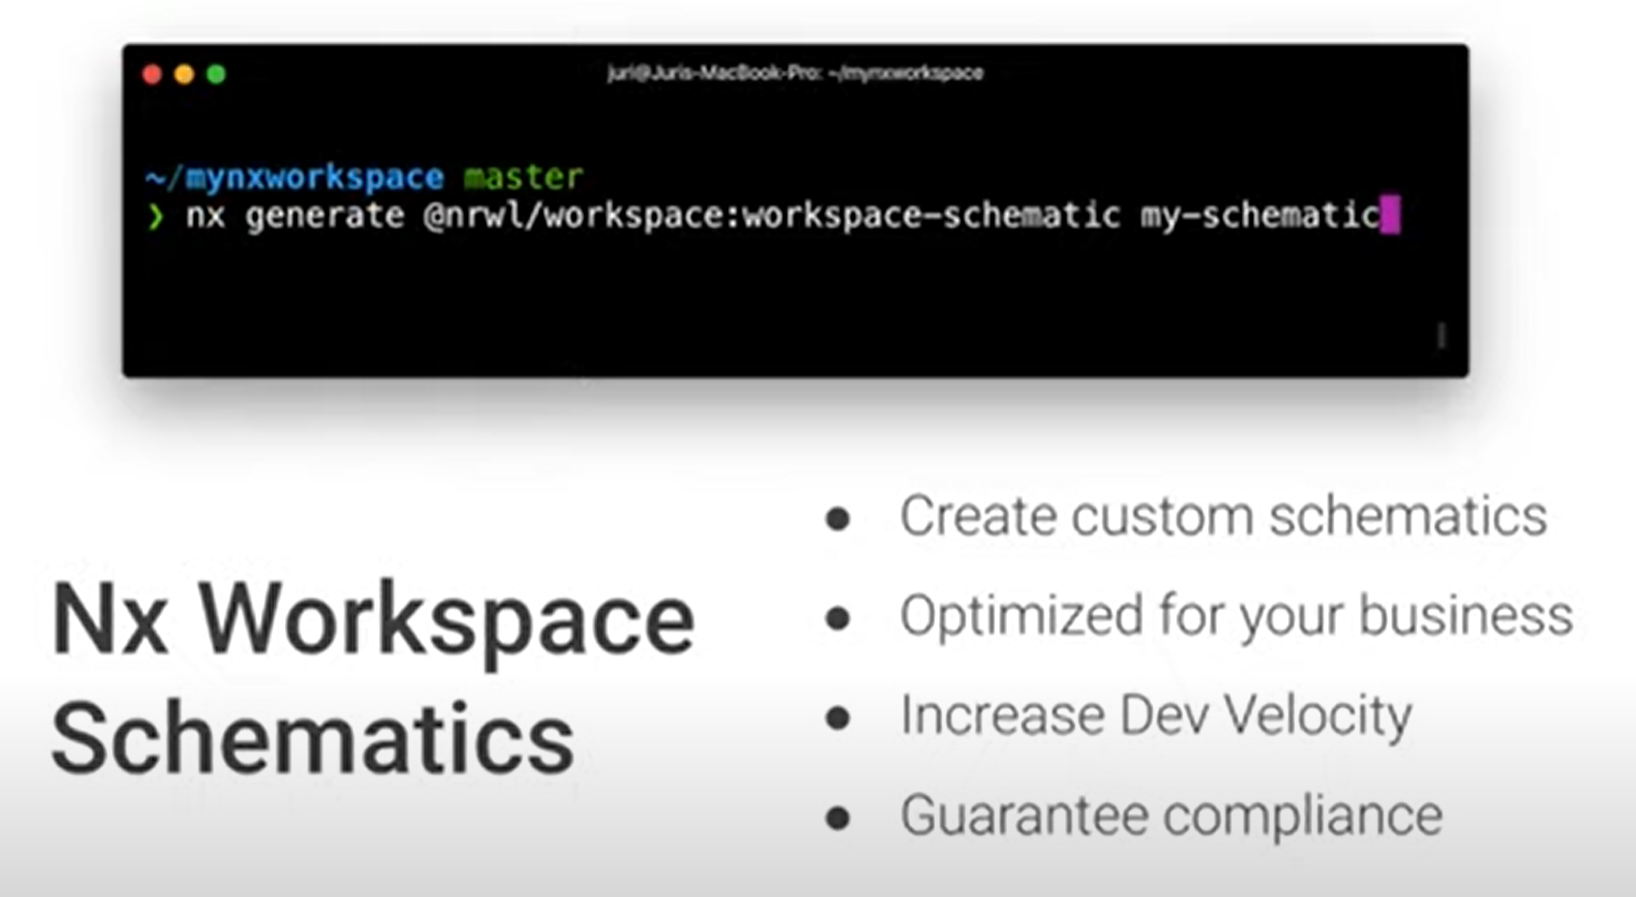 juri@Juris-MacBook-Pro: ~/mynxworkspace
~/mynxworkspace master
❯ nx generate @nrwl/workspace:workspace-schematic my-schematic
Nx Workspace
Schematics
● Create custom schematics
● Optimized for your business
● Increase Dev Velocity
● Guarantee compliance